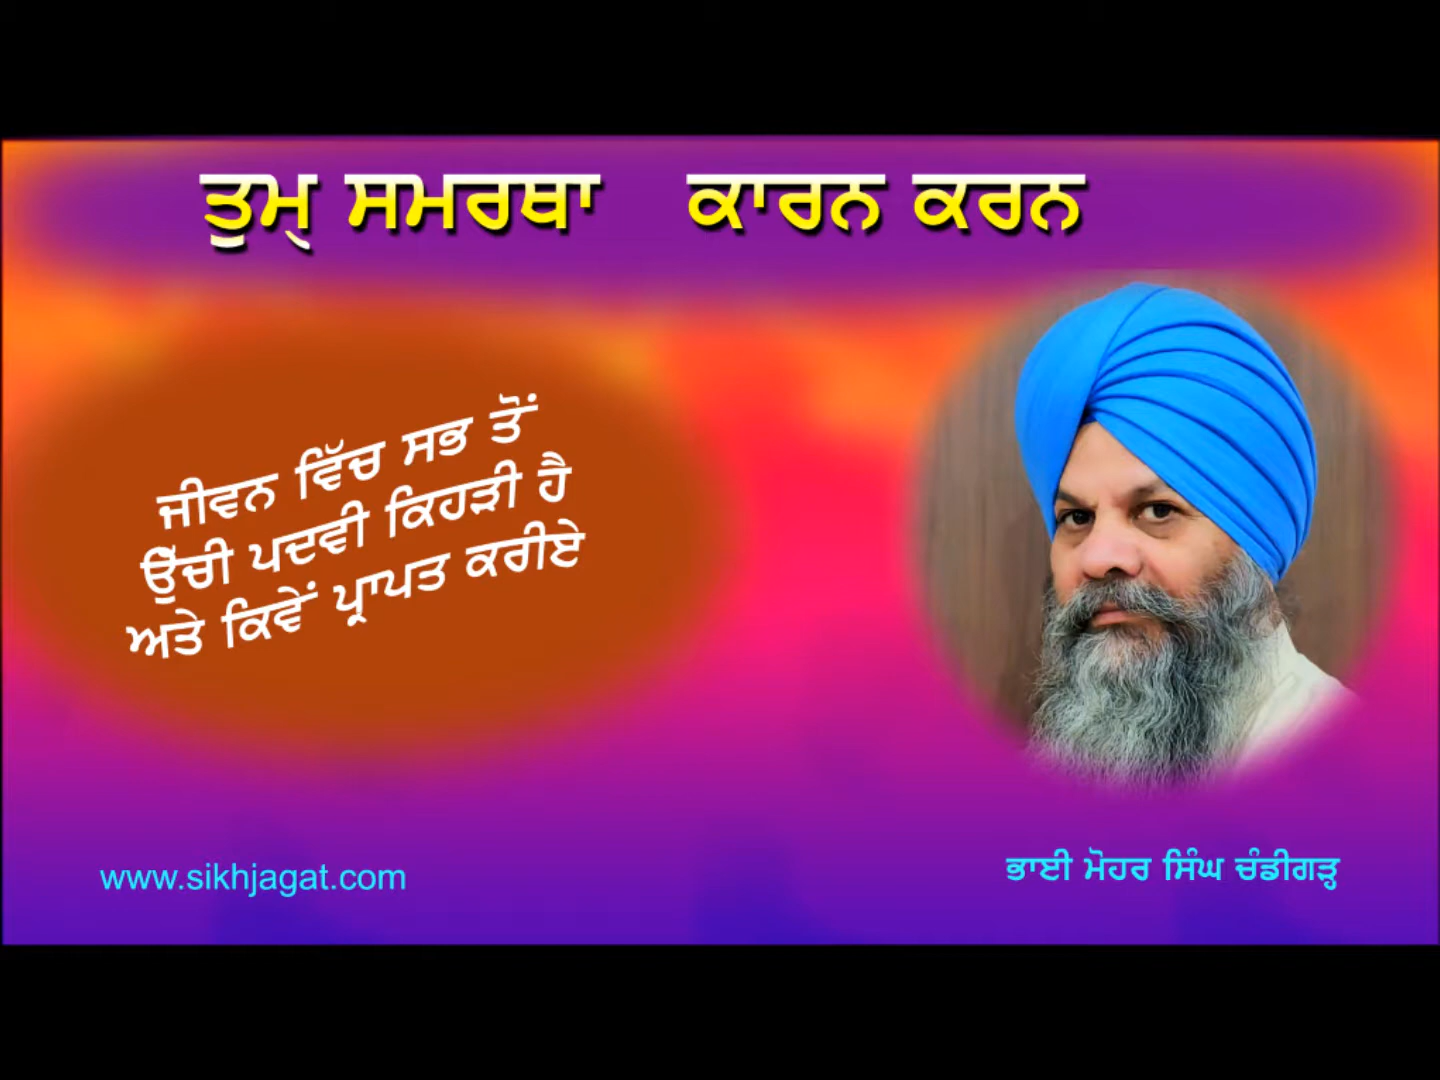 ਤੁਮ੍ ਸਮਰਥਾ ਕਾਰਨ ਕਰਨ
ਜੀਵਨ ਵਿੱਚ ਸਭ ਤੋਂ
ਉੱਚੀ ਪਦਵੀ ਕਿਹੜੀ ਹੈ
ਅਤੇ ਕਿਵੇਂ ਪ੍ਰਾਪਤ ਕਰੀਏ
www.sikhjagat.com
ਭਾਈ ਮੋਹਰ ਸਿੰਘ ਚੰਡੀਗੜ੍ਹ